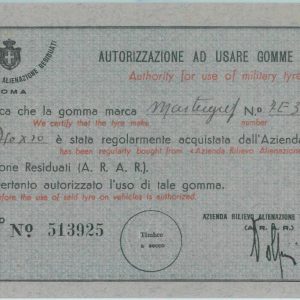 ALIENAZIONE RESIDUATI
OMA
AUTORIZZAZIONE AD USARE GOMME
Authority for use of military tyre
ca che la gomma marca N°
We certify that the tyre make number
è stata regolarmente acquistata dall'Azienda
has been regularly bought from «Azienda Rilievo Alienazione
ione Residuati (A. R. A. R.).
ertanto autorizzato l'uso di tale gomma.
efore the use of said tyre on vehicles is authorized.
N° 513925
Timbro
a secco
AZIENDA RILIEVO ALIENAZIONE
(A. R. A. R.)